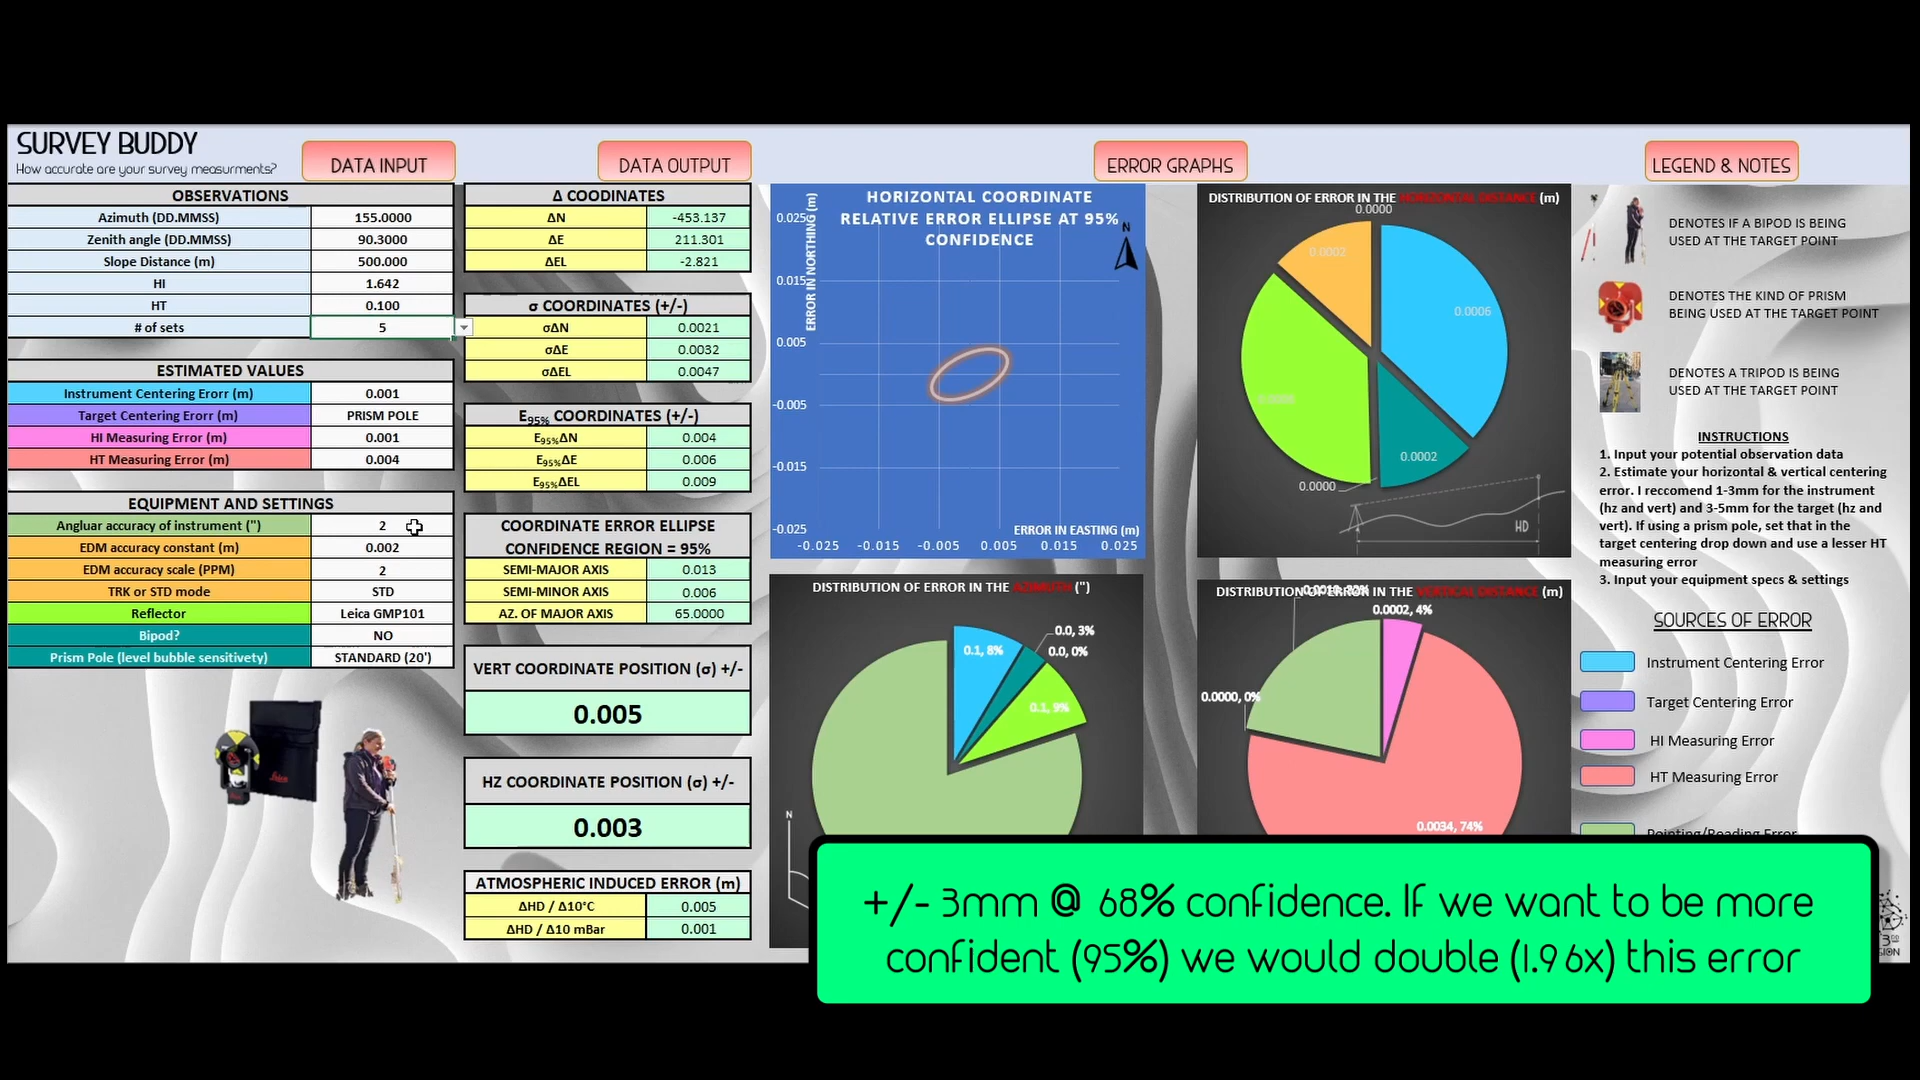 SURVEY BUDDY
How accurate are your survey measurments?
DATA INPUT
DATA OUTPUT
ERROR GRAPHS
LEGEND & NOTES
OBSERVATIONS
Azimuth (DD.MMSS) 155.0000
Zenith angle (DD.MMSS) 90.3000
Slope Distance (m) 500.000
HI 1.642
HT 0.100
# of sets 5
ESTIMATED VALUES
Instrument Centering Erorr (m) 0.001
Target Centering Erorr (m) PRISM POLE
HI Measuring Error (m) 0.001
HT Measuring Error (m) 0.004
EQUIPMENT AND SETTINGS
Angluar accuracy of instrument (") 2
EDM accuracy constant (m) 0.002
EDM accuracy scale (PPM) 2
TRK or STD mode STD
Reflector Leica GMP101
Bipod? NO
Prism Pole (level bubble sensitivety) STANDARD (20')
Δ COODINATES
ΔN -453.137
ΔE 211.301
ΔEL -2.821
σ COORDINATES (+/-)
σΔN 0.0021
σΔE 0.0032
σΔEL 0.0047
E95% COORDINATES (+/-)
E95%ΔN 0.004
E95%ΔE 0.006
E95%ΔEL 0.009
COORDINATE ERROR ELLIPSE
CONFIDENCE REGION = 95%
SEMI-MAJOR AXIS 0.013
SEMI-MINOR AXIS 0.006
AZ. OF MAJOR AXIS 65.0000
VERT COORDINATE POSITION (σ) +/-
0.005
HZ COORDINATE POSITION (σ) +/-
0.003
ATMOSPHERIC INDUCED ERROR (m)
ΔHD / Δ10°C 0.005
ΔHD / Δ10 mBar 0.001
HORIZONTAL COORDINATE
RELATIVE ERROR ELLIPSE AT 95%
CONFIDENCE
N
ERROR IN NORTHING (m)
0.025
0.015
0.005
-0.005
-0.015
-0.025
ERROR IN EASTING (m)
-0.025 -0.015 -0.005 0.005 0.015 0.025
DISTRIBUTION OF ERROR IN THE HORIZONTAL DISTANCE (m)
0.0000
0.0002
0.0006
0.0002
0.0000
HD
DISTRIBUTION OF ERROR IN THE AZIMUTH (")
0.0, 3%
0.1, 8%
0.0, 0%
0.1, 9%
N
DISTRIBUTION OF ERROR IN THE VERTICAL DISTANCE (m)
0.0002, 4%
0.0000, 0%
0.0034, 74%
DENOTES IF A BIPOD IS BEING
USED AT THE TARGET POINT
DENOTES THE KIND OF PRISM
BEING USED AT THE TARGET POINT
DENOTES A TRIPOD IS BEING
USED AT THE TARGET POINT
INSTRUCTIONS
1. Input your potential observation data
2. Estimate your horizontal & vertical centering
error. I reccomend 1-3mm for the instrument
(hz and vert) and 3-5mm for the target (hz and
vert). If using a prism pole, set that in the
target centering drop down and use a lesser HT
measuring error
3. Input your equipment specs & settings
SOURCES OF ERROR
Instrument Centering Error
Target Centering Error
HI Measuring Error
HT Measuring Error
Pointing/Reading Error
+/- 3mm @ 68% confidence. If we want to be more
confident (95%) we would double (1.96x) this error